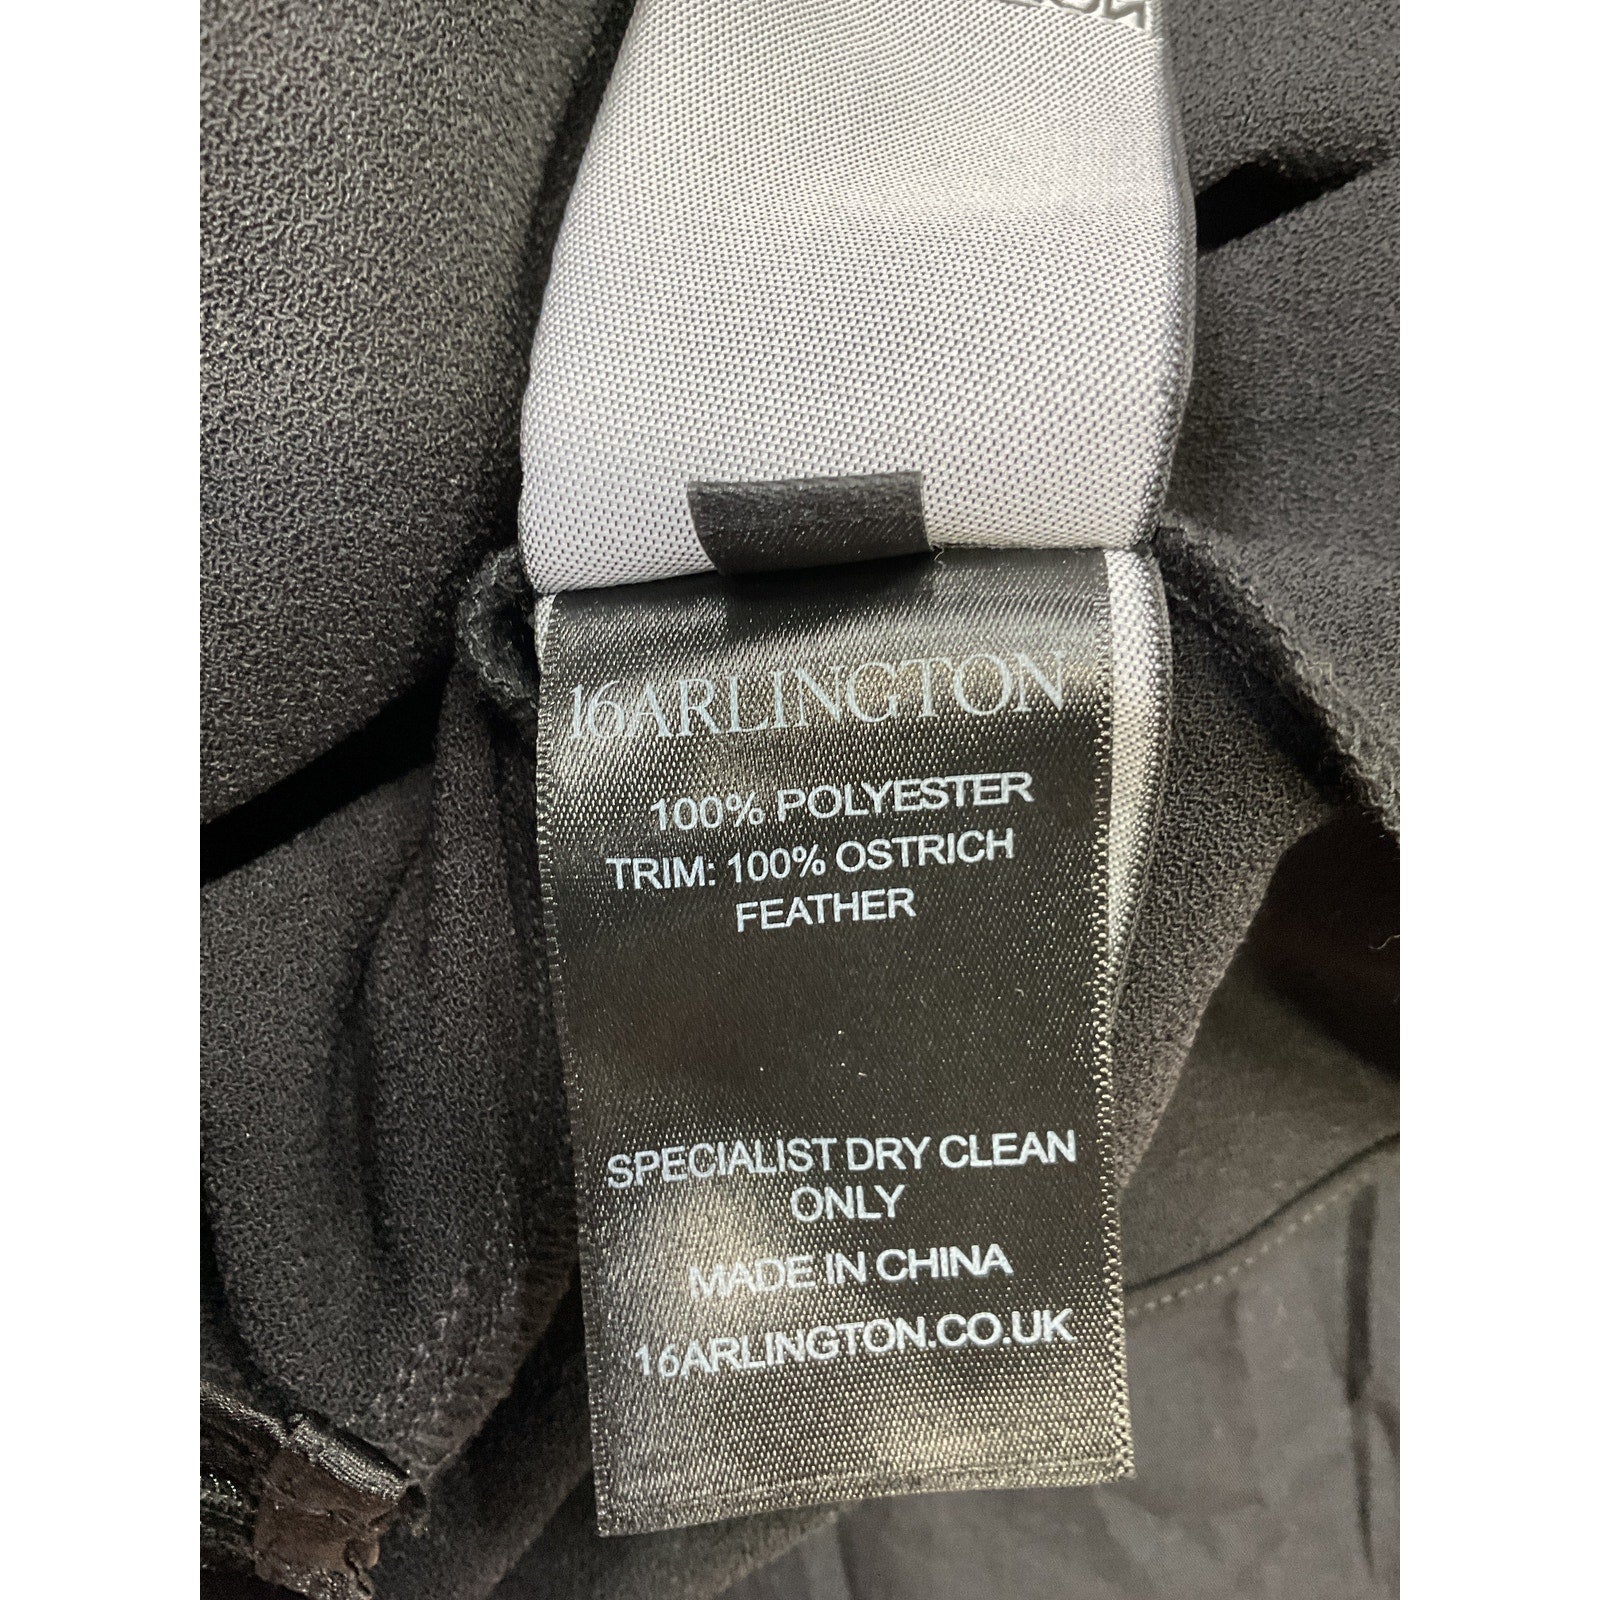 16ARLINGTON
100% POLYESTER
TRIM: 100% OSTRICH
FEATHER
SPECIALIST DRY CLEAN
ONLY
MADE IN CHINA
16ARLINGTON.CO.UK